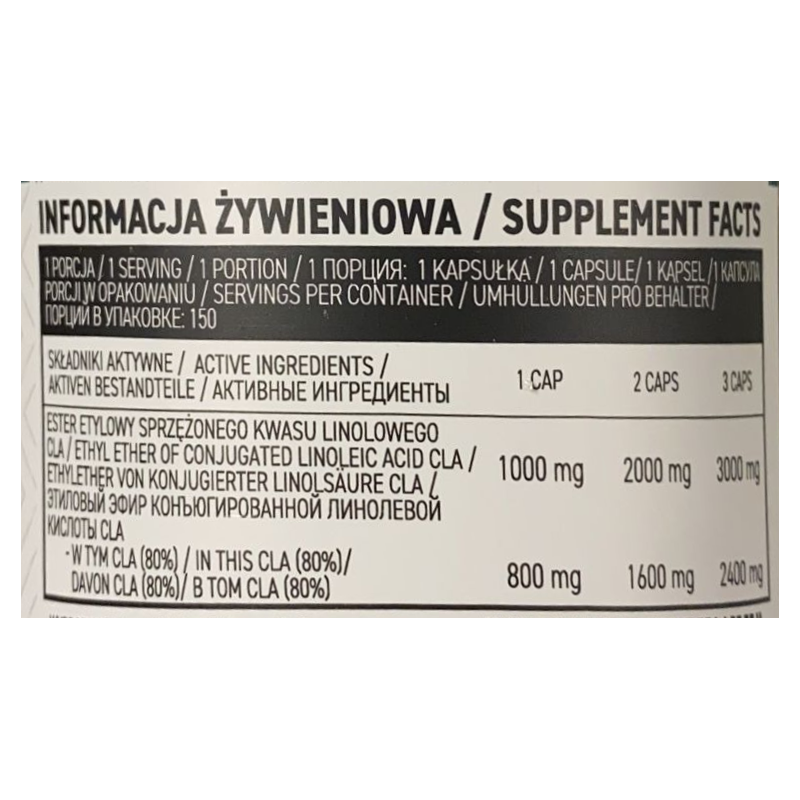 INFORMACJA ŻYWIENIOWA / SUPPLEMENT FACTS
1 PORCJA / 1 SERVING / 1 PORTION / 1 ПОРЦИЯ: 1 KAPSUŁKA / 1 CAPSULE/ 1 KAPSEL /1 КАПСУЛА
PORCJI W OPAKOWANIU / SERVINGS PER CONTAINER / UMHULLUNGEN PRO BEHALTER/
ПОРЦИЙ В УПАКОВКЕ: 150
SKŁADNIKI AKTYWNE / ACTIVE INGREDIENTS /
AKTIVEN BESTANDTEILE / АКТИВНЫЕ ИНГРЕДИЕНТЫ
1 CAP 2 CAPS 3 CAPS
ESTER ETYLOWY SPRZĘŻONEGO KWASU LINOLOWEGO
CLA / ETHYL ETHER OF CONJUGATED LINOLEIC ACID CLA /
ETHYLETHER VON KONJUGIERTER LINOLSÄURE CLA /
ЭТИЛОВЫЙ ЭФИР КОНЪЮГИРОВАННОЙ ЛИНОЛЕВОЙ
КИСЛОТЫ CLA
1000 mg 2000 mg 3000 mg
- W TYM CLA (80%) / IN THIS CLA (80%)/
DAVON CLA (80%)/ В ТОМ CLA (80%)
800 mg 1600 mg 2400 mg